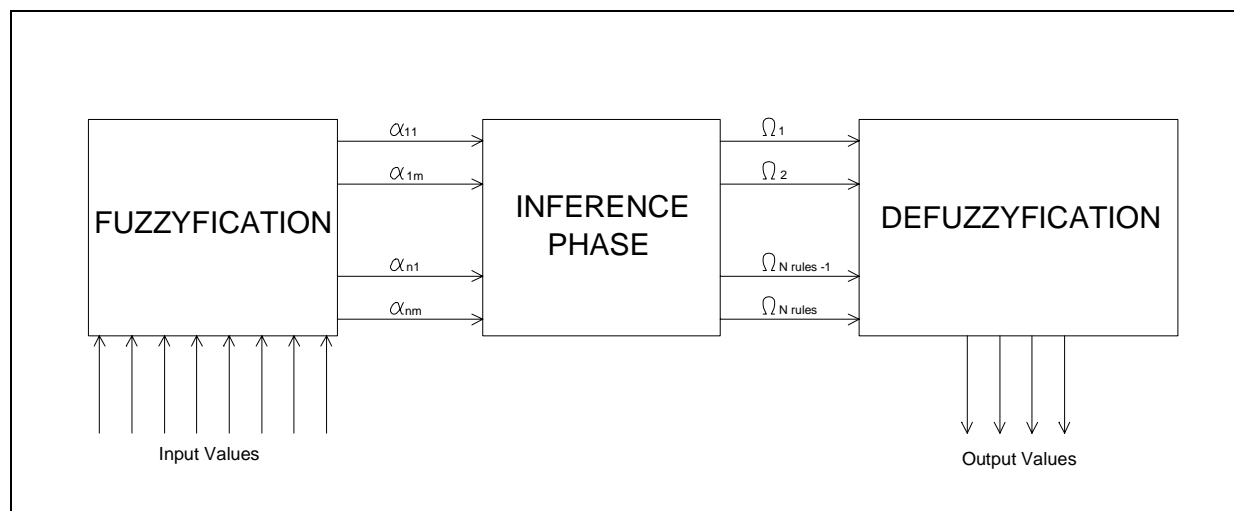 α11
Ω1
α1m
Ω2
FUZZYFICATION
INFERENCE
PHASE
DEFUZZYFICATION
αn1
ΩN rules -1
αnm
ΩN rules
Input Values
Output Values